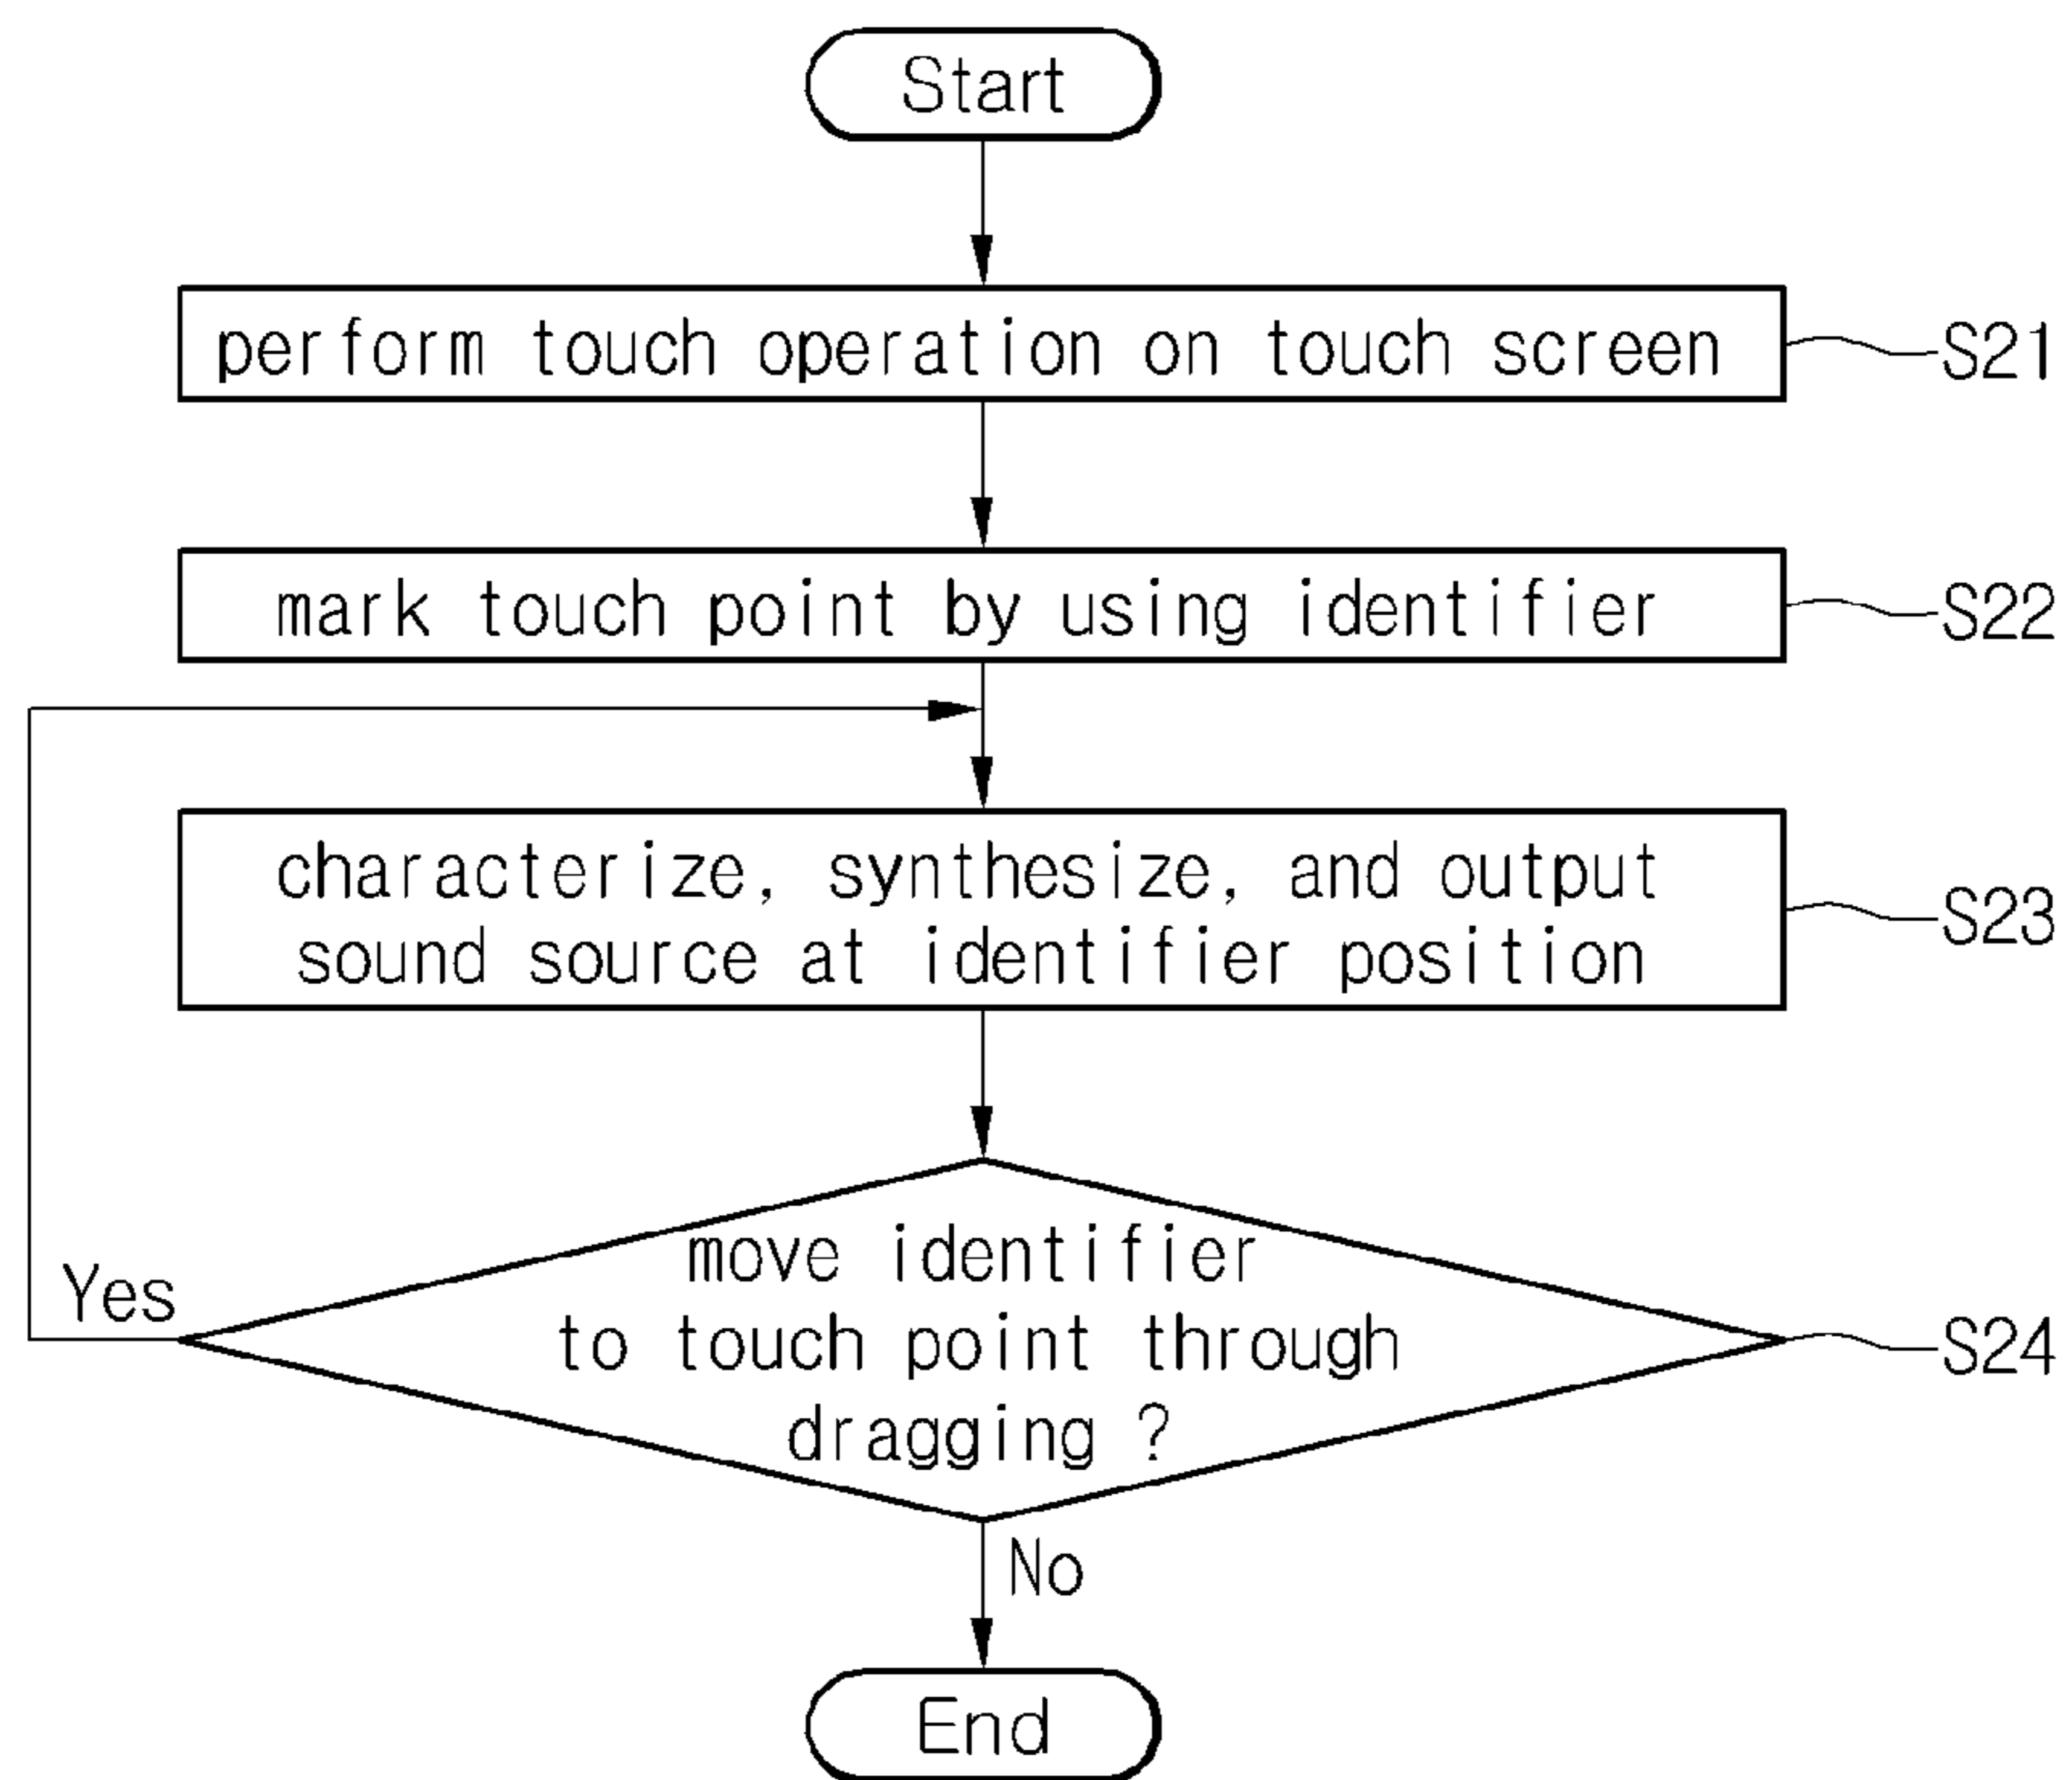 Start
perform touch operation on touch screen
S21
mark touch point by using identifier
S22
characterize, synthesize, and output
sound source at identifier position
S23
move identifier
to touch point through
dragging ?
Yes
S24
No
End